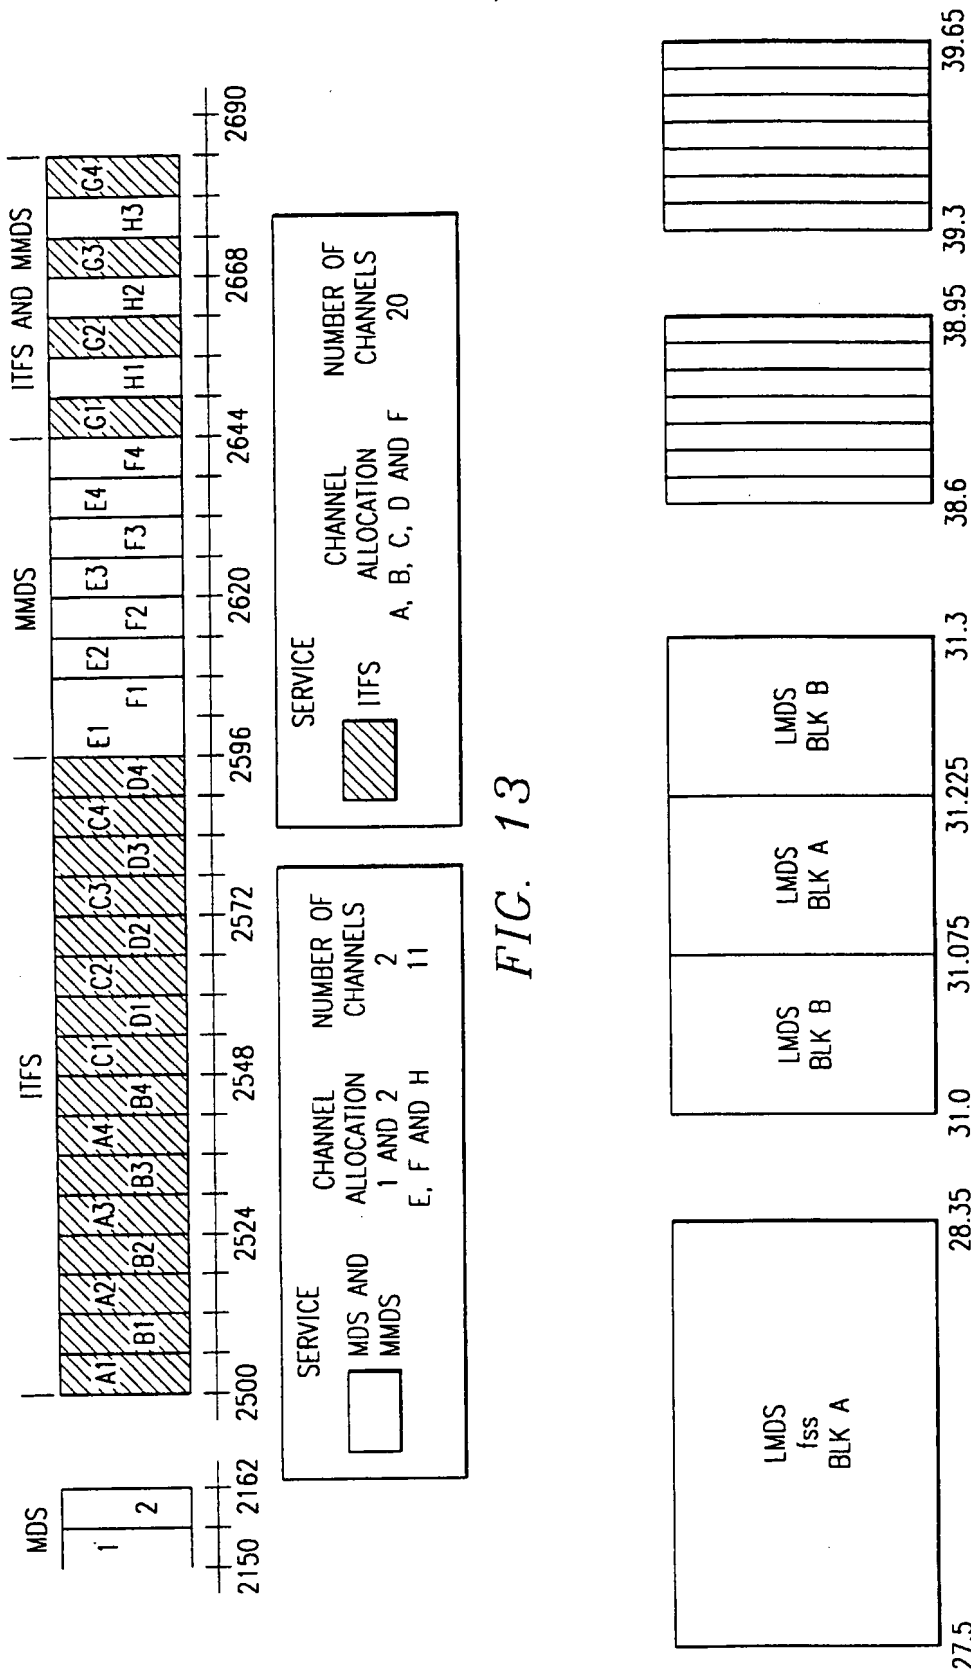 MDS
ITFS
MMDS
ITFS AND MMDS
1
2
A1
B1
A2
B2
A3
B3
A4
B4
C1
D1
C2
D2
C3
D3
C4
D4
E1
F1
E2
F2
E3
F3
E4
F4
G1
H1
G2
H2
G3
H3
G4
2150
2162
2500
2524
2548
2572
2596
2620
2644
2668
2690
SERVICE
CHANNEL ALLOCATION
NUMBER OF CHANNELS
MDS AND MMDS
1 AND 2
2
E, F AND H
11
SERVICE
CHANNEL ALLOCATION
NUMBER OF CHANNELS
ITFS
A, B, C, D AND F
20
FIG. 13
LMDS
fss
BLK A
LMDS
BLK B
LMDS
BLK A
LMDS
BLK B
27.5
28.35
31.0
31.075
31.225
31.3
38.6
38.95
39.3
39.65